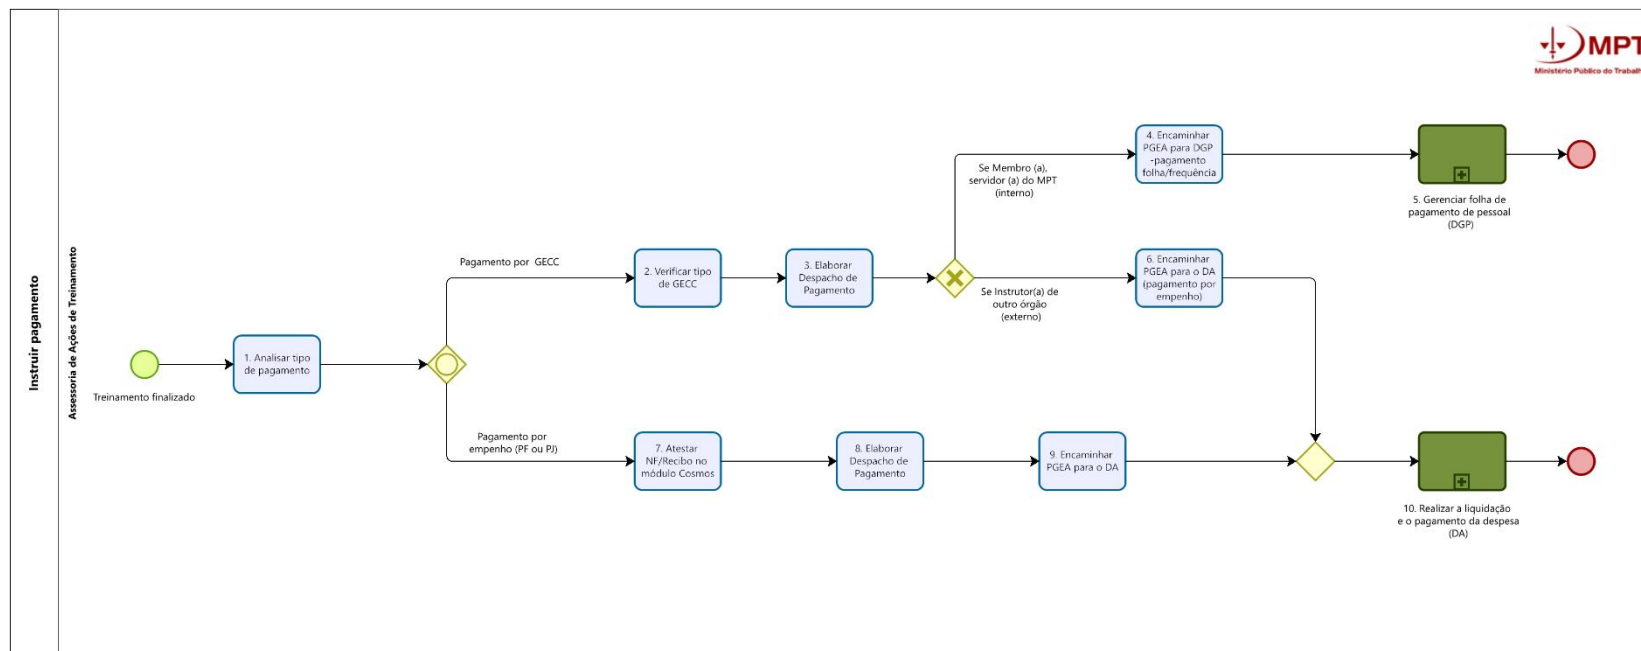 Instruir pagamento
Assessoria de Ações de Treinamento
MPT
Ministério Público do Trabalh
Treinamento finalizado
1. Analisar tipo
de pagamento
Pagamento por GECC
2. Verificar tipo
de GECC
3. Elaborar
Despacho de
Pagamento
Se Membro (a),
servidor (a) do MPT
(interno)
4. Encaminhar
PGEA para DGP
-pagamento
folha/frequência
5. Gerenciar folha de
pagamento de pessoal
(DGP)
Se Instrutor(a) de
outro órgão
(externo)
6. Encaminhar
PGEA para o DA
(pagamento por
empenho)
Pagamento por
empenho (PF ou PJ)
7. Atestar
NF/Recibo no
módulo Cosmos
8. Elaborar
Despacho de
Pagamento
9. Encaminhar
PGEA para o DA
10. Realizar a liquidação
e o pagamento da despesa
(DA)